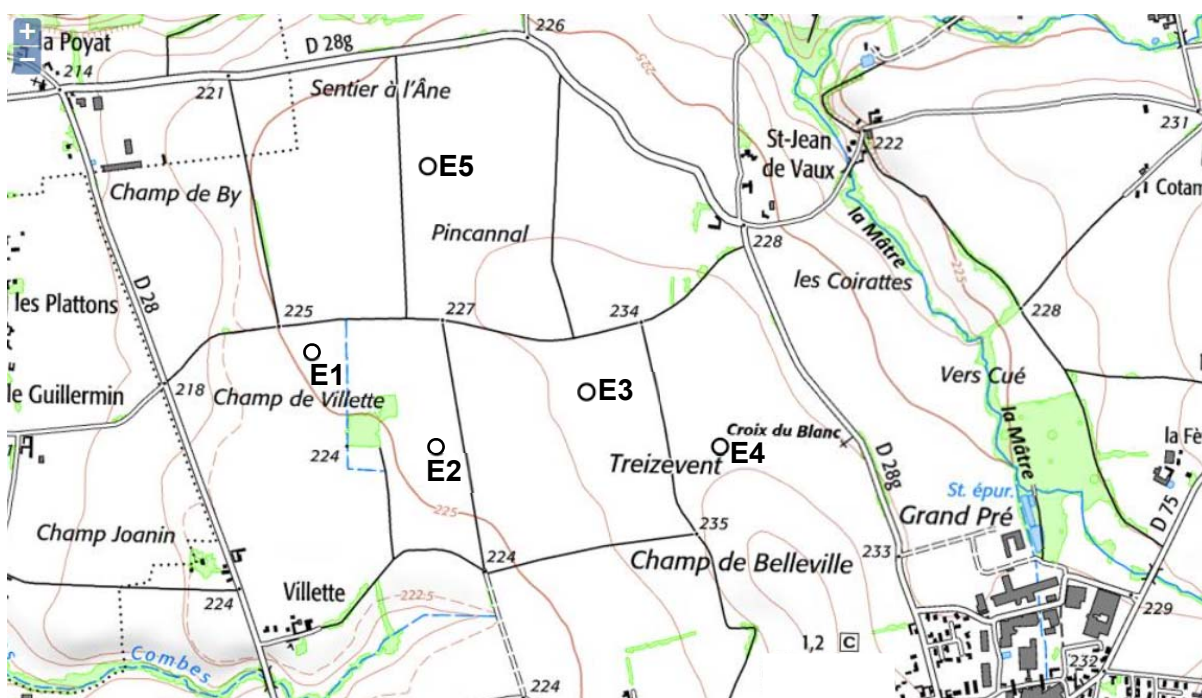 +
−
la Poyat
214
D 28g
226
225
221
Sentier à l'Âne
231
222
St-Jean
de Vaux
E5
Champ de By
Cotam
la Mâtre
Pincannal
228
D 28
les Coirattes
225
les Plattons
225
227
234
228
E1
218
Champ de Villette
le Guillermin
E3
Vers Cué
la Mâtre
Croix du Blanc
E4
E2
224
Treizevent
D 28g
la Fè
St. épur.
D 75
225
Grand Pré
Champ Joanin
235
233
224
Champ de Belleville
224
Villette
222.5
229
1,2 C
Combes
224
232